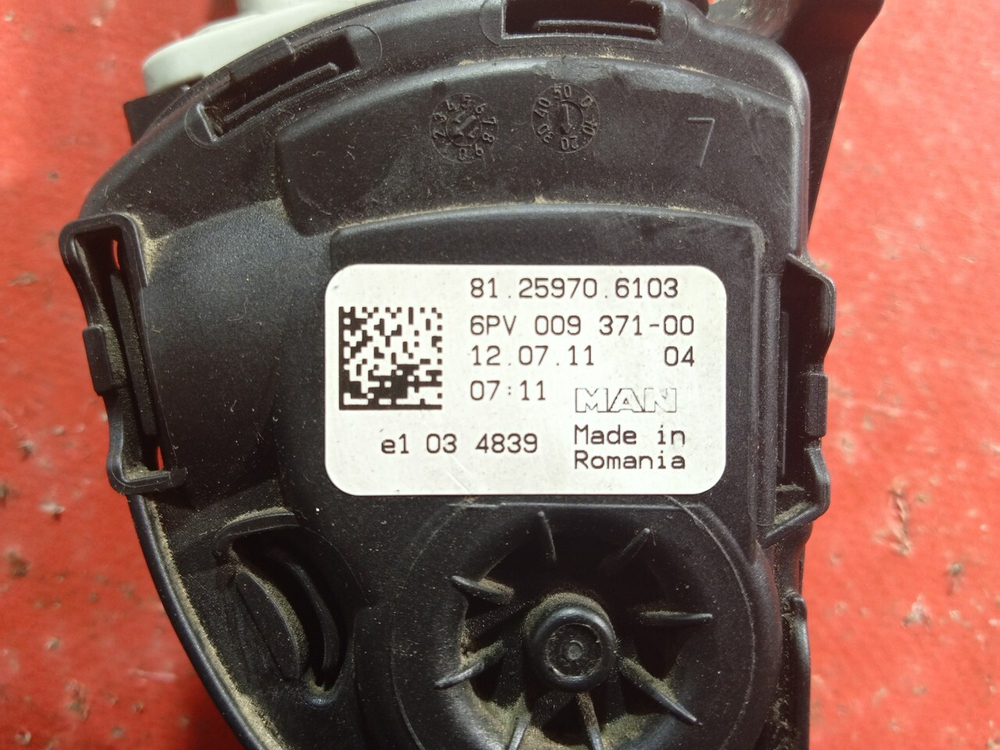 7
81.25970.6103
6PV 009 371-00
12.07.11 04
07:11 MAN
e1 03 4839
Made in
Romania